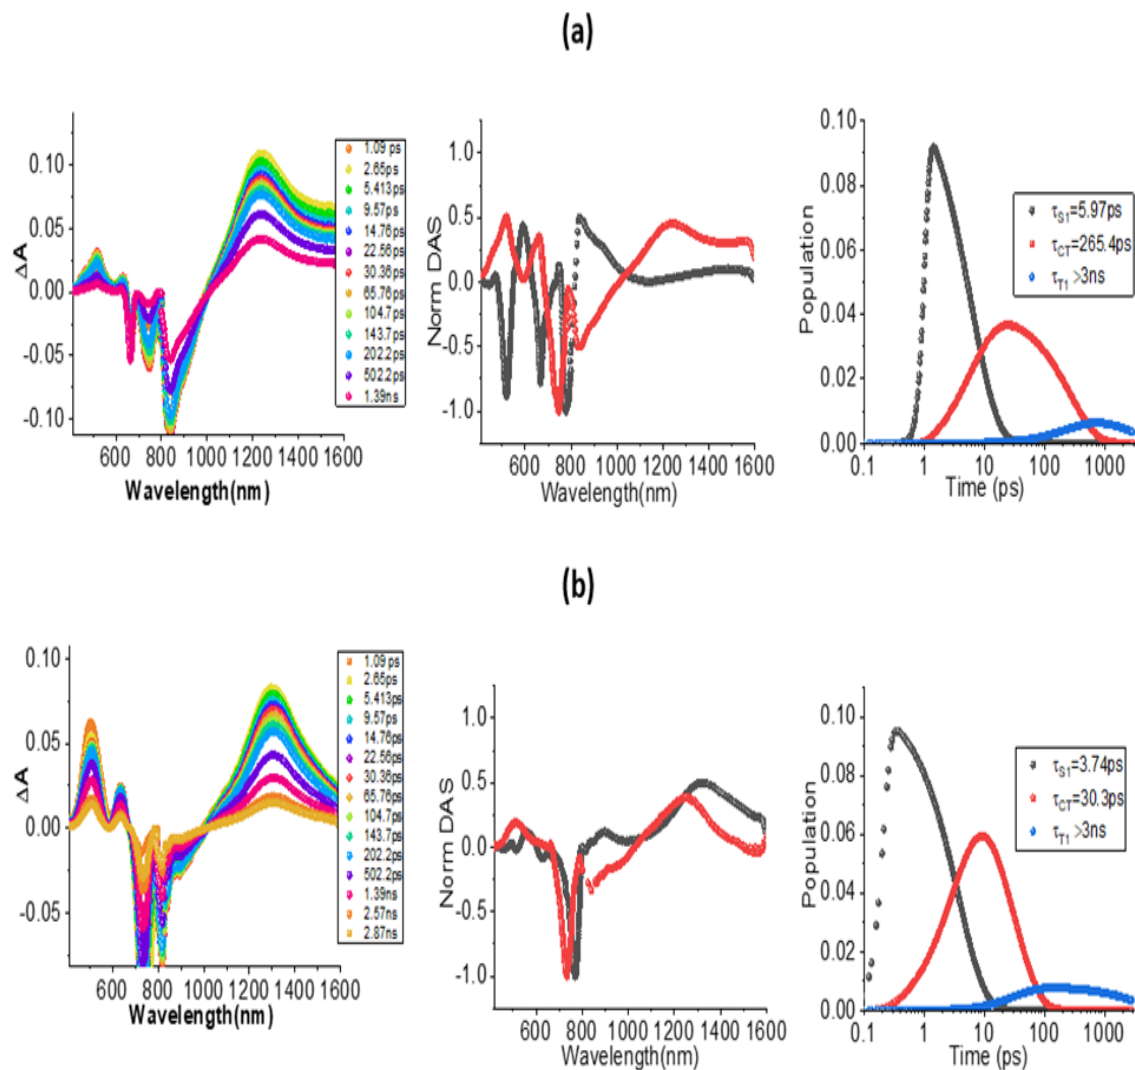 (a)
ΔA
0.10
0.05
0.00
-0.05
-0.10
600 800 1000 1200 1400 1600
Wavelength(nm)
1.09 ps
2.65ps
5.413ps
9.57ps
14.76ps
22.56ps
30.36ps
65.76ps
104.7ps
143.7ps
202.2ps
502.2ps
1.39ns
Norm DAS
1.0
0.5
0.0
-0.5
-1.0
600 800 1000 1200 1400 1600
Wavelength(nm)
Population
0.10
0.08
0.06
0.04
0.02
0.00
0.1 1 10 100 1000
Time (ps)
τS1=5.97ps
τCT=265.4ps
τT1 >3ns
(b)
ΔA
0.10
0.05
0.00
-0.05
600 800 1000 1200 1400 1600
Wavelength(nm)
1.09 ps
2.65ps
5.413ps
9.57ps
14.76ps
22.56ps
30.36ps
65.76ps
104.7ps
143.7ps
202.2ps
502.2ps
1.39ns
2.57ns
2.87ns
Norm DAS
1.0
0.5
0.0
-0.5
-1.0
600 800 1000 1200 1400 1600
Wavelength(nm)
Population
0.10
0.08
0.06
0.04
0.02
0.00
0.1 1 10 100 1000
Time (ps)
τS1=3.74ps
τCT=30.3ps
τT1 >3ns